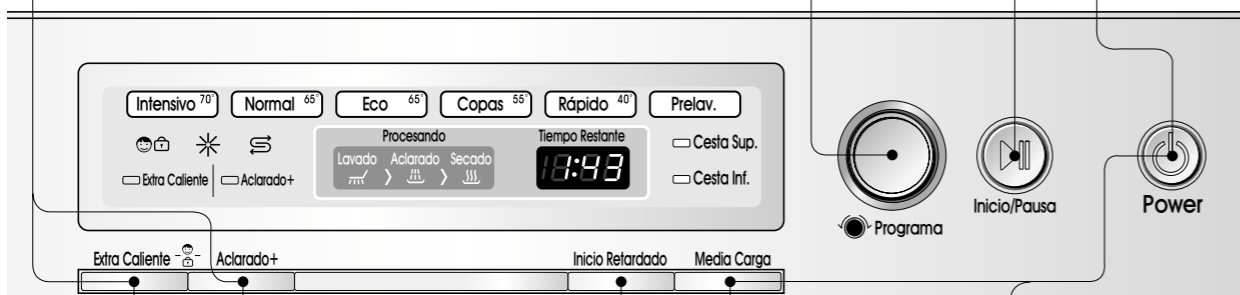 Intensivo 70° Normal 65° Eco 65° Copas 55° Rápido 40° Prelav.
Procesando Tiempo Restante
Cesta Sup.
Lavado Aclarado Secado
1:43
Extra Caliente Aclarado+
Cesta Inf.
Inicio/Pausa
Power
Programa
Extra Caliente Aclarado+ Inicio Retardado Media Carga